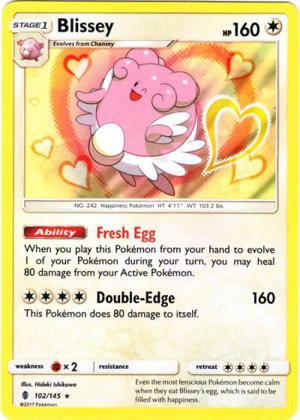 STAGE 1 Blissey HP 160
Evolves from Chansey
NO. 242 Happiness Pokémon HT: 4'11" WT: 103.2 lbs.
Ability Fresh Egg
When you play this Pokémon from your hand to evolve
1 of your Pokémon during your turn, you may heal
80 damage from your Active Pokémon.
Double-Edge 160
This Pokémon does 80 damage to itself.
weakness ×2 resistance retreat
Illus. Hideki Ishikawa
102/145 ★
©2017 Pokémon
Even the most ferocious Pokémon become calm
when they eat Blissey's egg, which is said to be
filled with happiness.